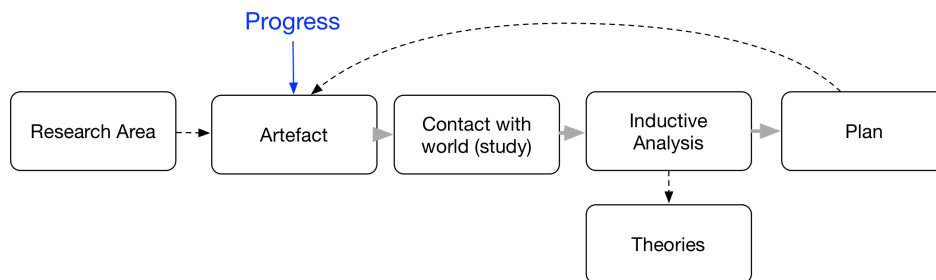 Progress
Research Area
Artefact
Contact with
world (study)
Inductive
Analysis
Plan
Theories